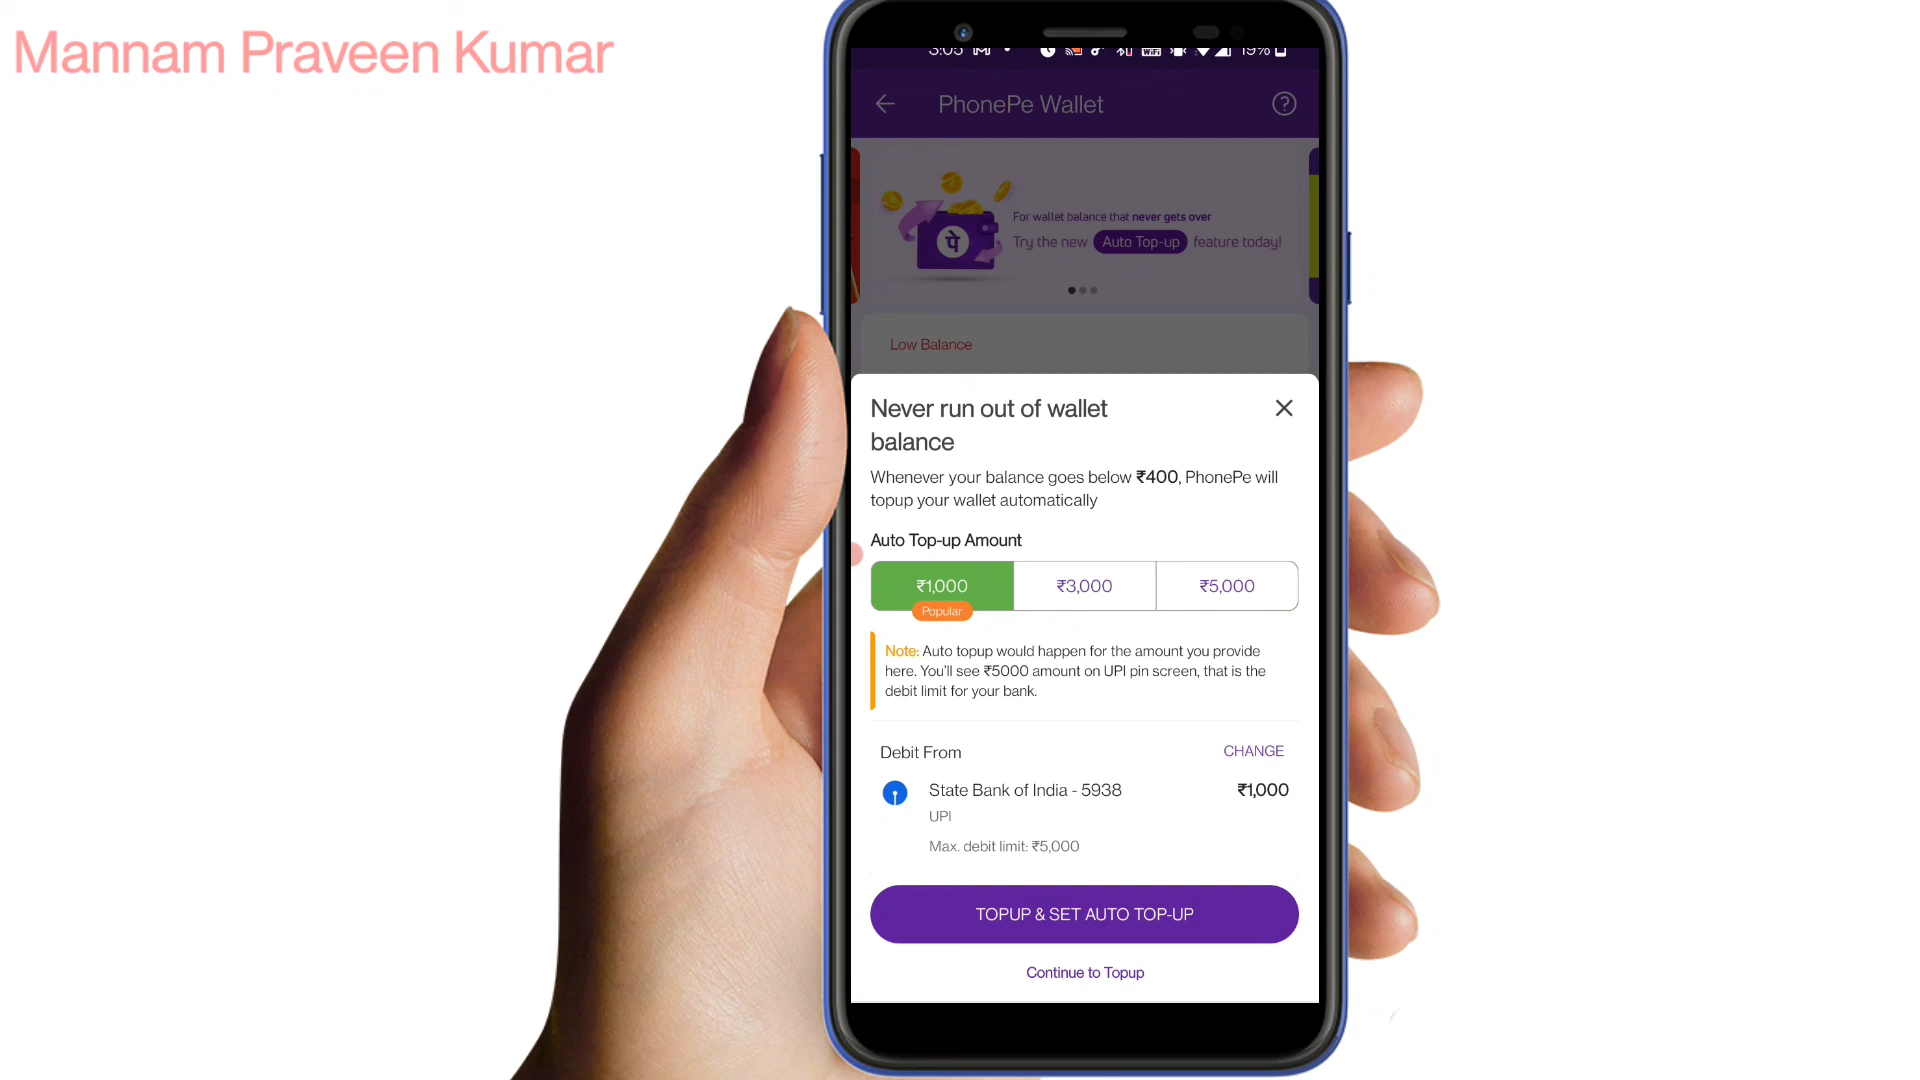 Mannam Praveen Kumar
3:05
19%
PhonePe Wallet
For wallet balance that never gets over
Try the new Auto Top-up feature today!
पे
Low Balance
Never run out of wallet
balance
Whenever your balance goes below ₹400, PhonePe will
topup your wallet automatically
Auto Top-up Amount
₹1,000 ₹3,000 ₹5,000
Popular
Note: Auto topup would happen for the amount you provide
here. You'll see ₹5000 amount on UPI pin screen, that is the
debit limit for your bank.
Debit From CHANGE
State Bank of India - 5938 ₹1,000
UPI
Max. debit limit: ₹5,000
TOPUP & SET AUTO TOP-UP
Continue to Topup